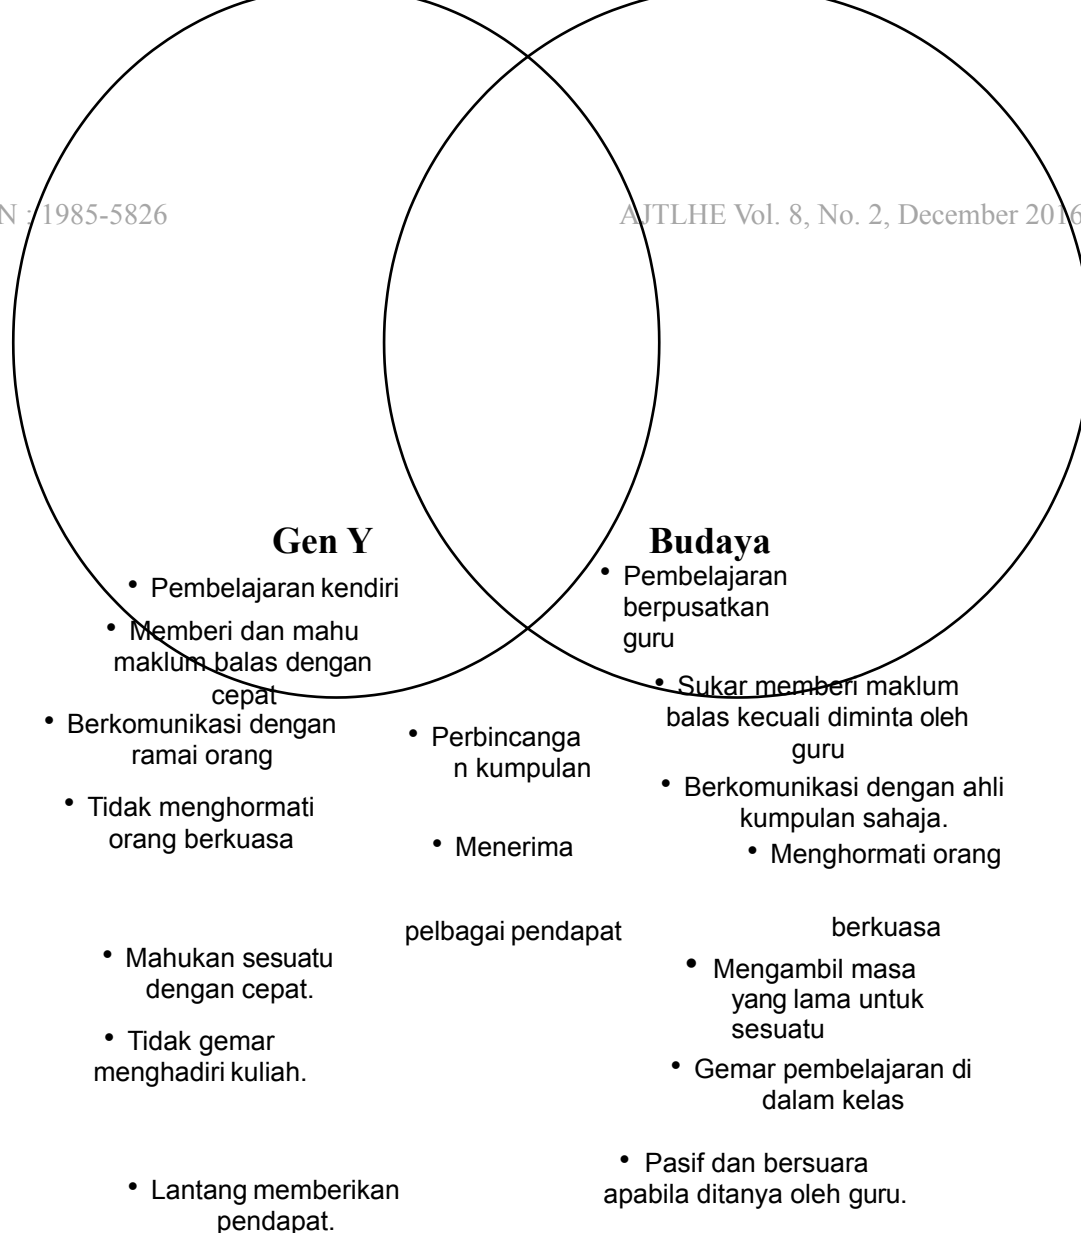 N : 1985-5826
AJTLHE Vol. 8, No. 2, December 2016
Gen Y
• Pembelajaran kendiri
• Memberi dan mahu
maklum balas dengan
cepat
• Berkomunikasi dengan
ramai orang
• Tidak menghormati
orang berkuasa
• Mahukan sesuatu
dengan cepat.
• Tidak gemar
menghadiri kuliah.
• Lantang memberikan
pendapat.
• Perbincanga
n kumpulan
• Menerima
pelbagai pendapat
Budaya
• Pembelajaran
berpusatkan
guru
• Sukar memberi maklum
balas kecuali diminta oleh
guru
• Berkomunikasi dengan ahli
kumpulan sahaja.
• Menghormati orang
berkuasa
• Mengambil masa
yang lama untuk
sesuatu
• Gemar pembelajaran di
dalam kelas
• Pasif dan bersuara
apabila ditanya oleh guru.